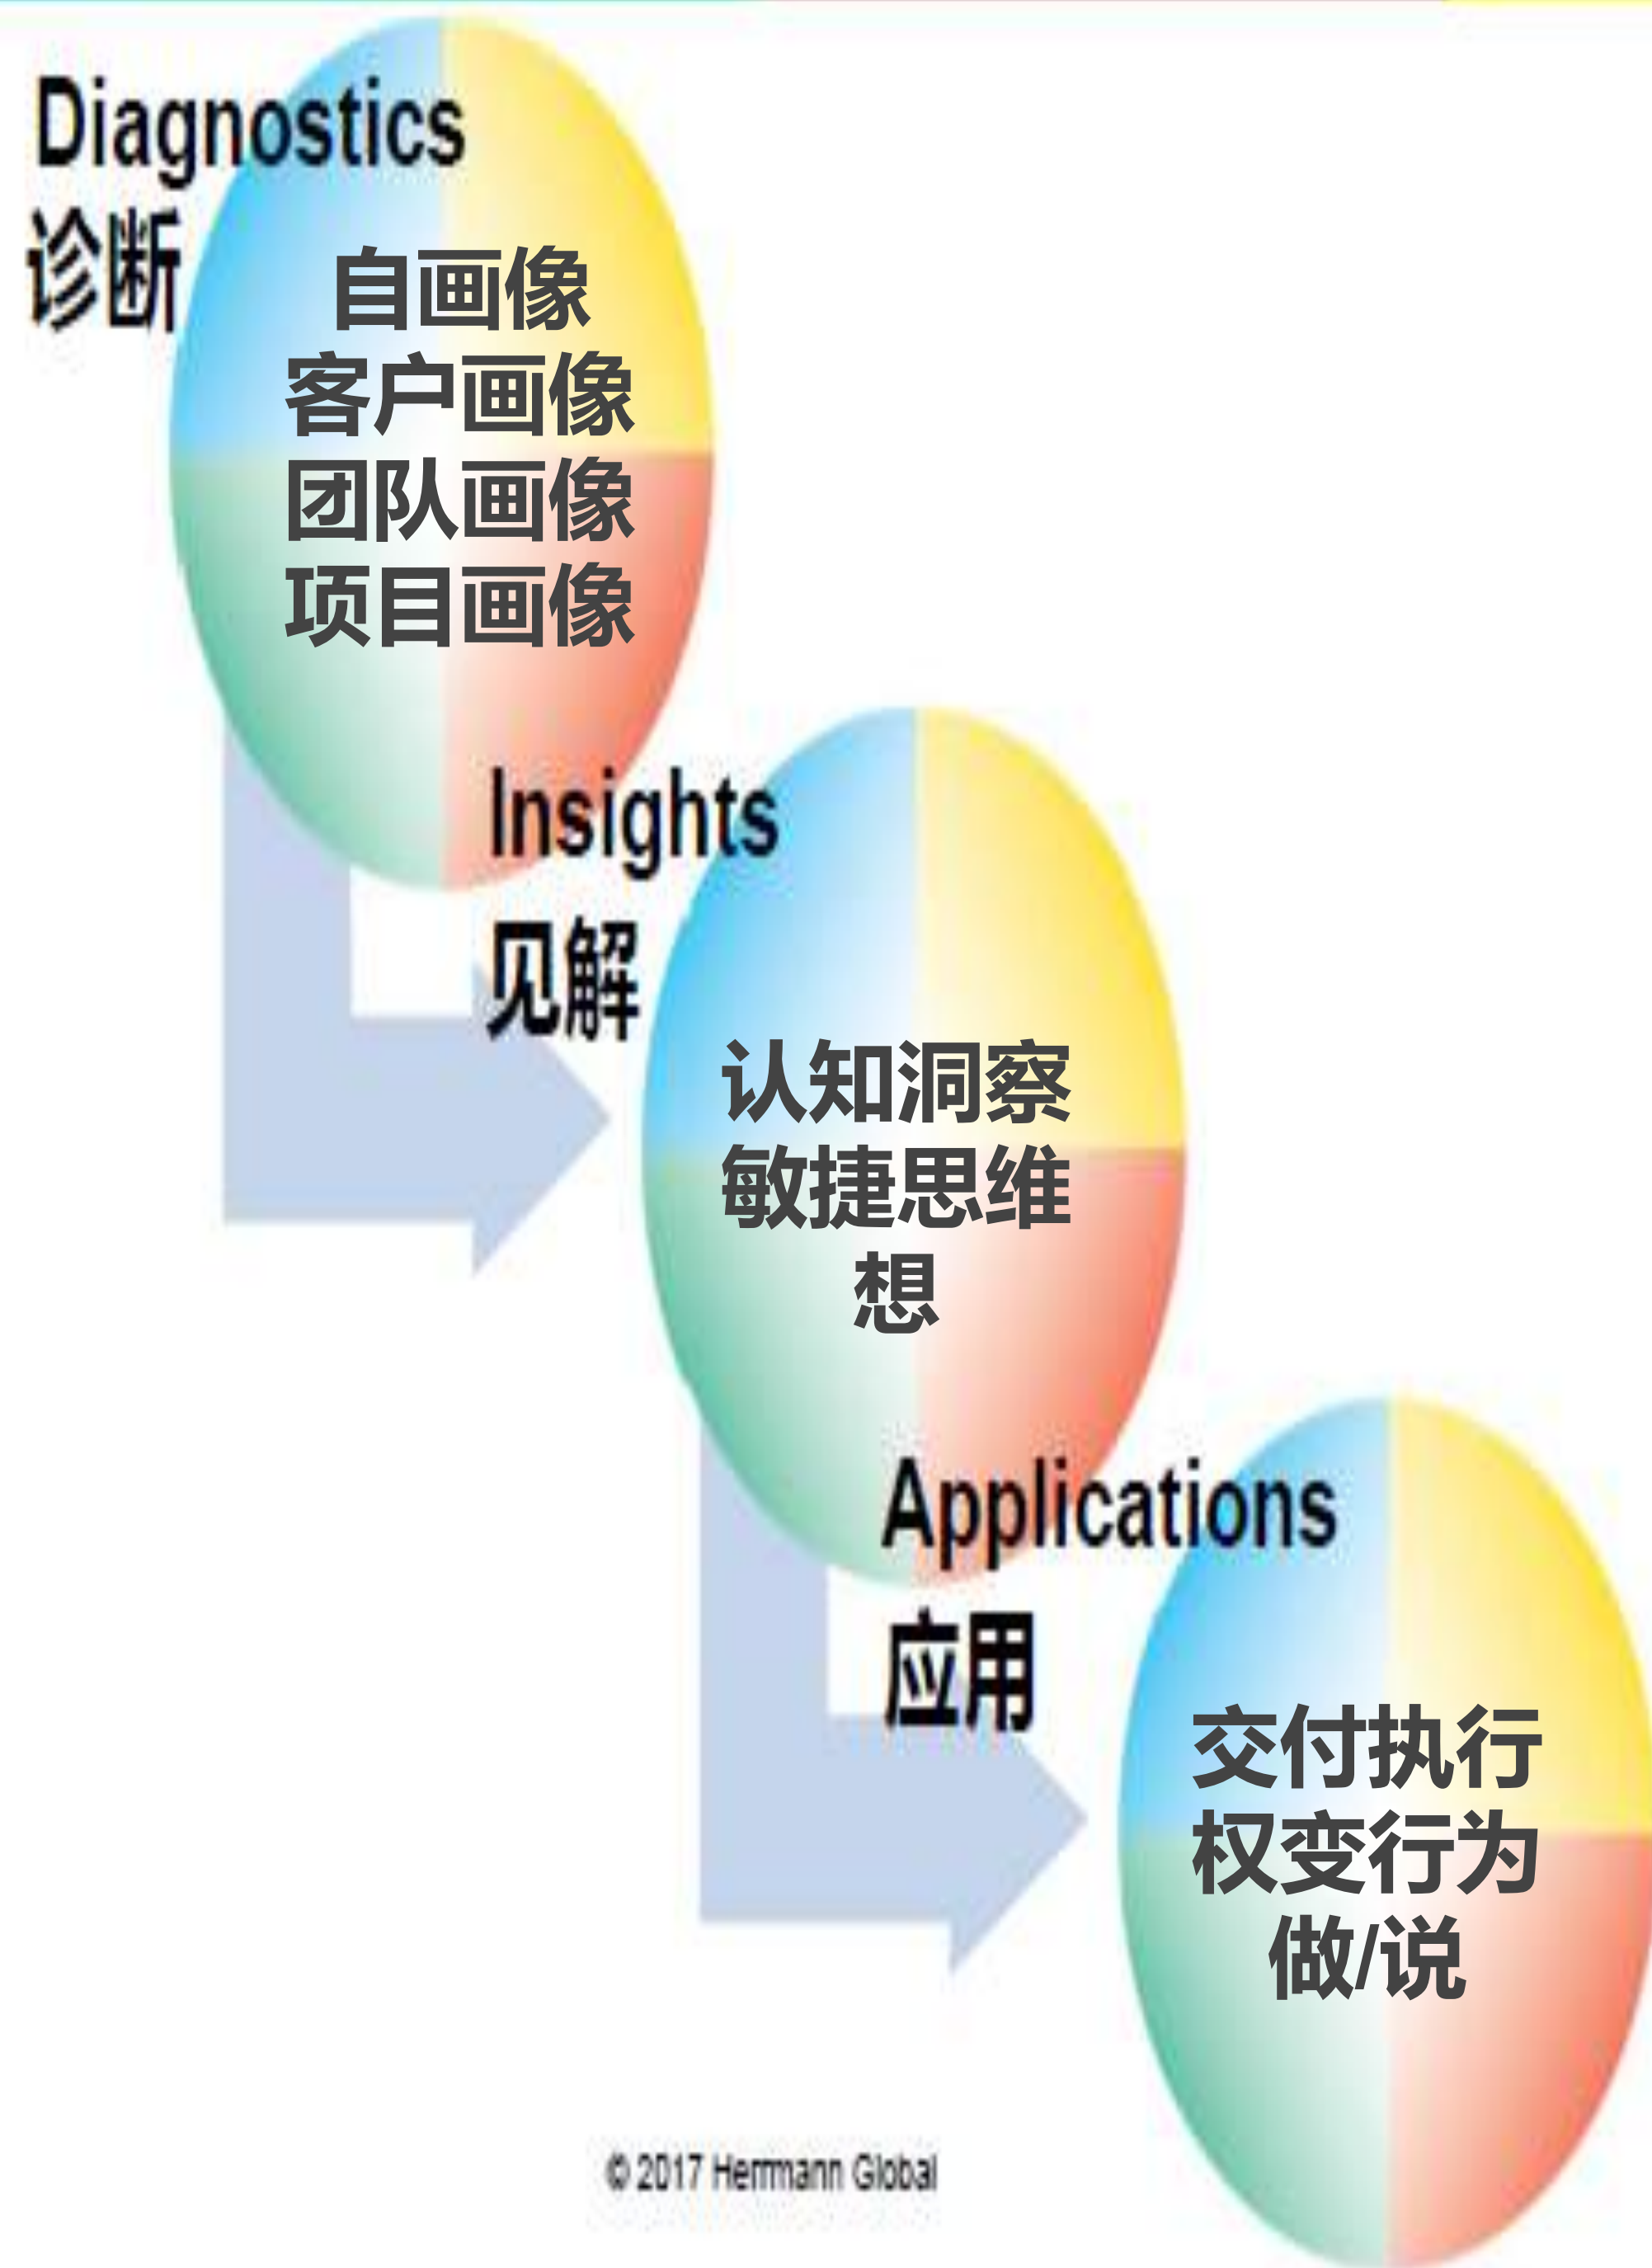 Diagnostics
诊断
自画像
客户画像
团队画像
项目画像
Insights
见解
认知洞察
敏捷思维
想
Applications
应用
交付执行
权变行为
做/说
© 2017 Herrmann Global